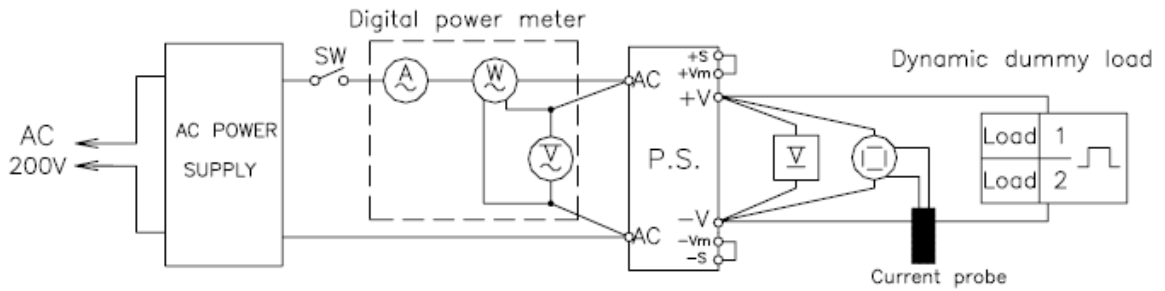 Digital power meter
SW
A
W
V
AC
200V
AC POWER
SUPPLY
AC
AC
P.S.
+S
+Vm
+V
-V
-Vm
-S
V
Dynamic dummy load
Load 1
Load 2
Current probe